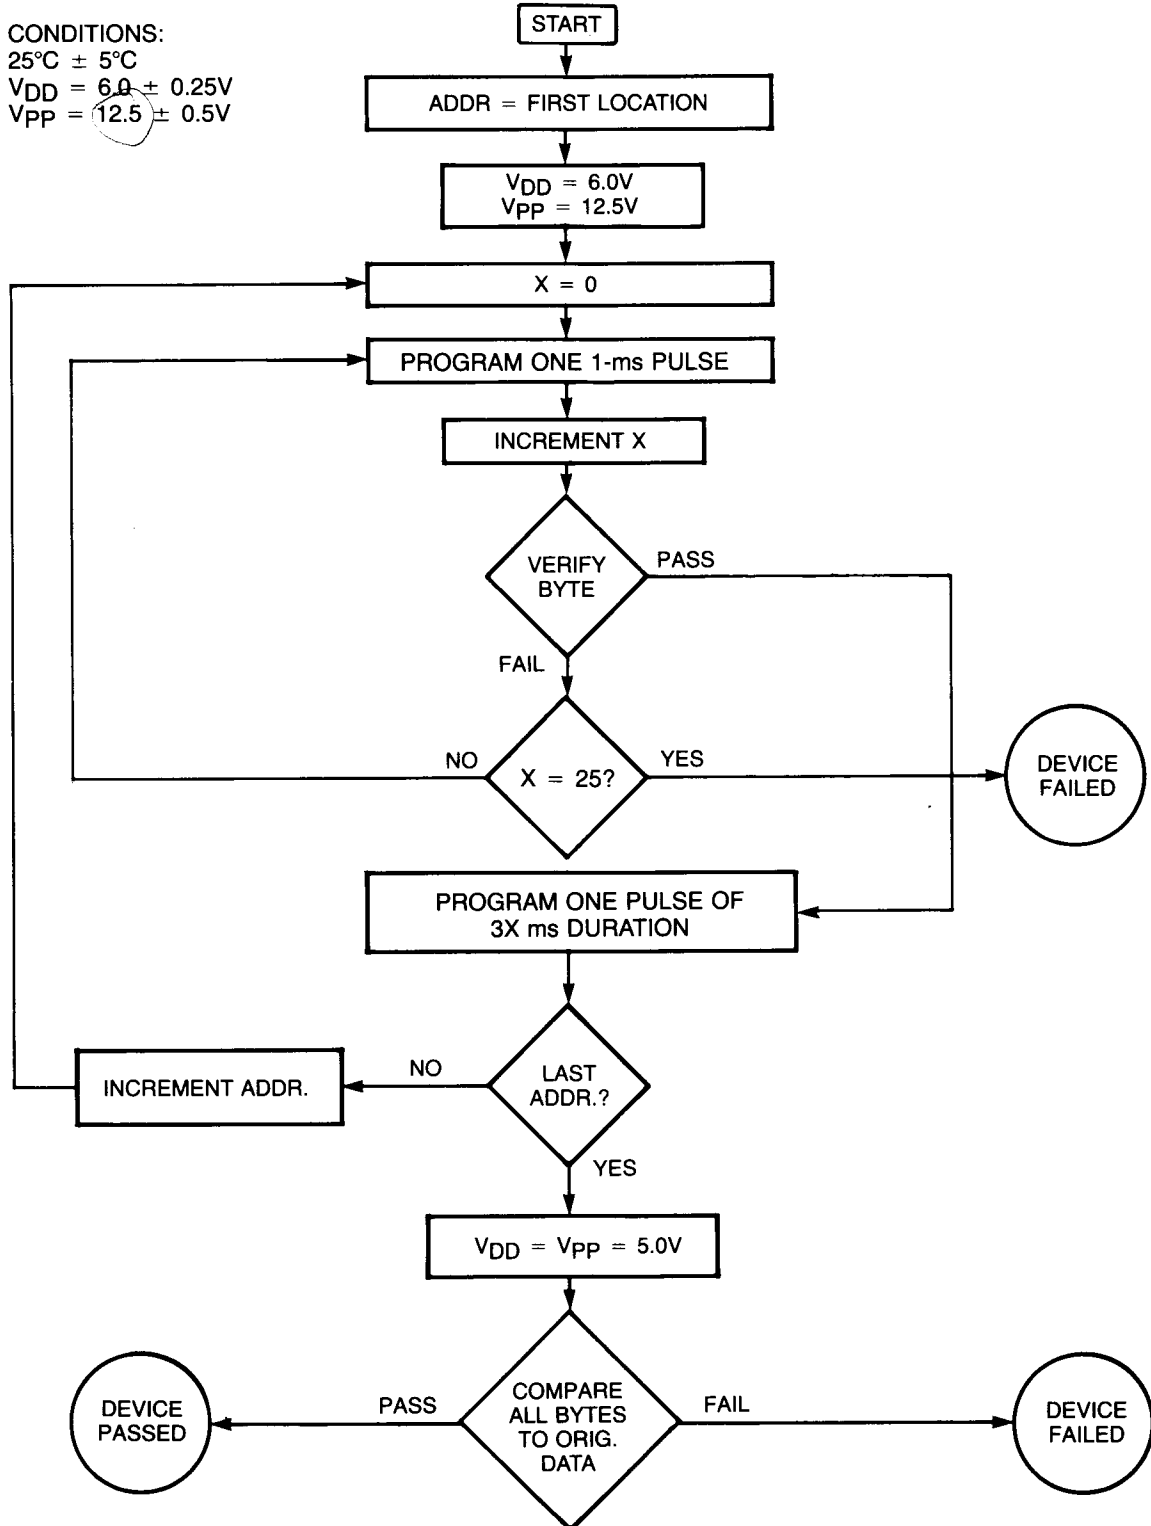 CONDITIONS:
25°C ± 5°C
VDD = 6.0 ± 0.25V
VPP = 12.5 ± 0.5V
START
ADDR = FIRST LOCATION
VDD = 6.0V
VPP = 12.5V
X = 0
PROGRAM ONE 1-ms PULSE
INCREMENT X
VERIFY
BYTE
PASS
FAIL
X = 25?
NO
YES
DEVICE
FAILED
PROGRAM ONE PULSE OF
3X ms DURATION
LAST
ADDR.?
NO
INCREMENT ADDR.
YES
VDD = VPP = 5.0V
COMPARE
ALL BYTES
TO ORIG.
DATA
PASS
DEVICE
PASSED
FAIL
DEVICE
FAILED